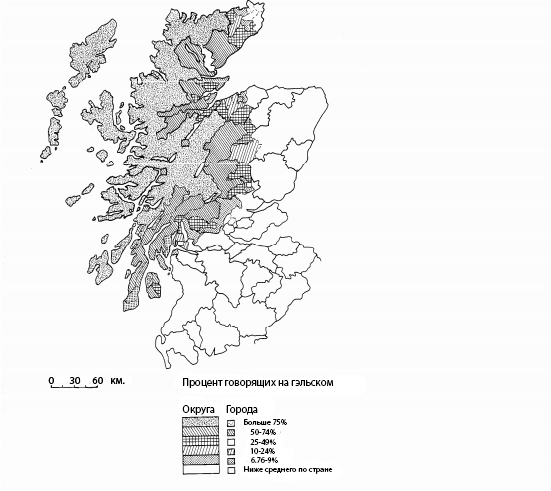 0 30 60 км.
Процент говорящих на гэльском
Округа Города
Больше 75%
50-74%
25-49%
10-24%
6.76-9%
Ниже среднего по стране